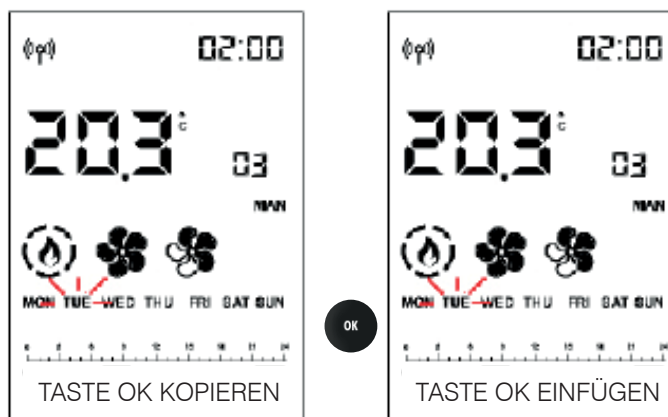 02:00
20.3 °C
03
MAN
MON TUE WED THU FRI SAT SUN
TASTE OK KOPIEREN
OK
02:00
20.3 °C
03
MAN
MON TUE WED THU FRI SAT SUN
TASTE OK EINFÜGEN